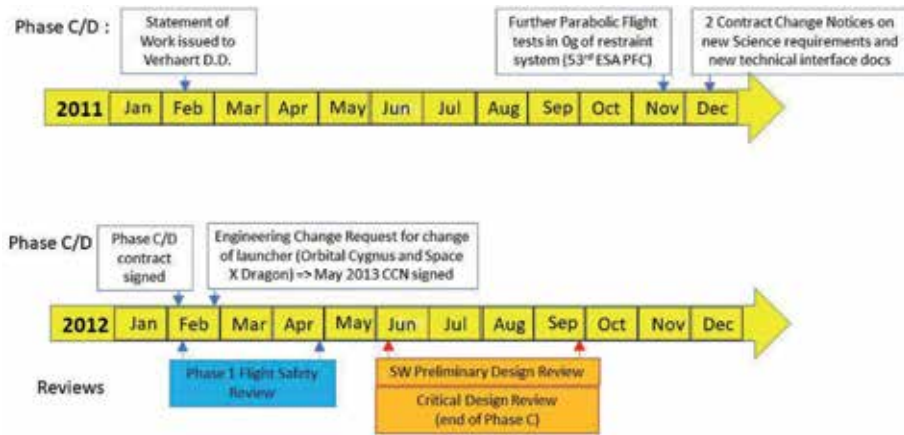 Phase C/D :
Statement of
Work issued to
Verhaert D.D.
Further Parabolic Flight
tests in 0g of restraint
system (53rd ESA PFC)
2 Contract Change Notices on
new Science requirements and
new technical interface docs
2011 Jan Feb Mar Apr May Jun Jul Aug Sep Oct Nov Dec
Phase C/D
Phase C/D
contract
signed
Engineering Change Request for change
of launcher (Orbital Cygnus and Space
X Dragon) => May 2013 CCN signed
2012 Jan Feb Mar Apr May Jun Jul Aug Sep Oct Nov Dec
Reviews
Phase 1 Flight Safety
Review
SW Preliminary Design Review
Critical Design Review
(end of Phase C)